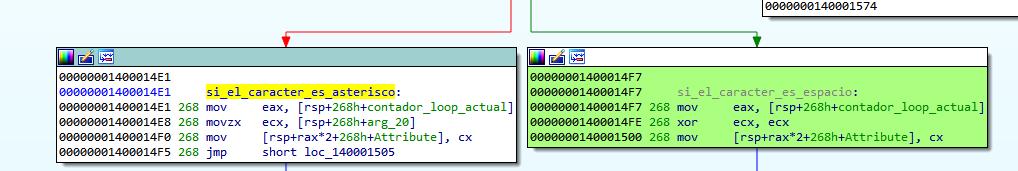 0000000140001574
00000001400014E1
00000001400014E1 si_el_caracter_es_asterisco:
00000001400014E1 268 mov eax, [rsp+268h+contador_loop_actual]
00000001400014E8 268 movzx ecx, [rsp+268h+arg_20]
00000001400014F0 268 mov [rsp+rax*2+268h+Attribute], cx
00000001400014F5 268 jmp short loc_140001505
00000001400014F7
00000001400014F7 si_el_caracter_es_espacio:
00000001400014F7 268 mov eax, [rsp+268h+contador_loop_actual]
00000001400014FE 268 xor ecx, ecx
0000000140001500 268 mov [rsp+rax*2+268h+Attribute], cx